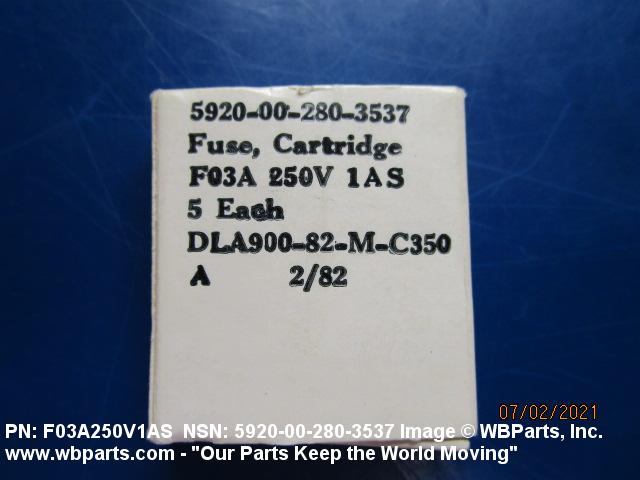 5920-00-280-3537
Fuse, Cartridge
F03A 250V 1AS
5 Each
DLA900-82-M-C350
A 2/82
07/02/2021
PN: F03A250V1AS NSN: 5920-00-280-3537 Image © WBParts, Inc.
www.wbparts.com - "Our Parts Keep the World Moving"